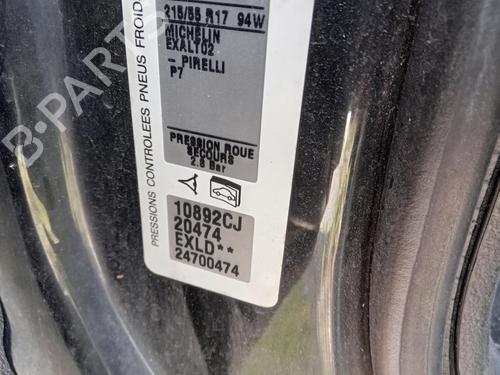 215/55 R17 94W
MICHELIN
EXALTO2
- PIRELLI
P7
PRESSION ROUE
SECOURS
2.8 Bar
10892CJ
20474
EXLD**
24700474
PRESSIONS CONTROLEES PNEUS FROID
B-PARTS